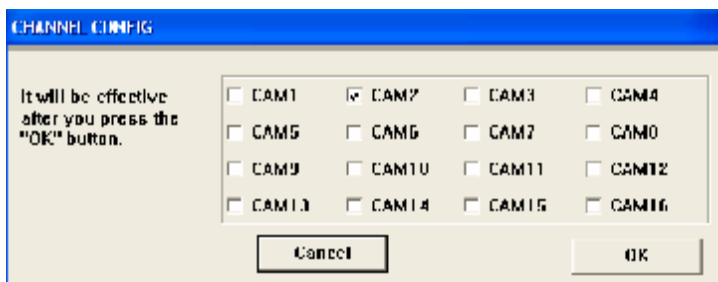 CHANNEL CONFIG
It will be effective
after you press the
"OK" button.
CAM1 CAM2 CAM3 CAM4
CAM5 CAM6 CAM7 CAM8
CAM9 CAM10 CAM11 CAM12
CAM13 CAM14 CAM15 CAM16
Cancel OK